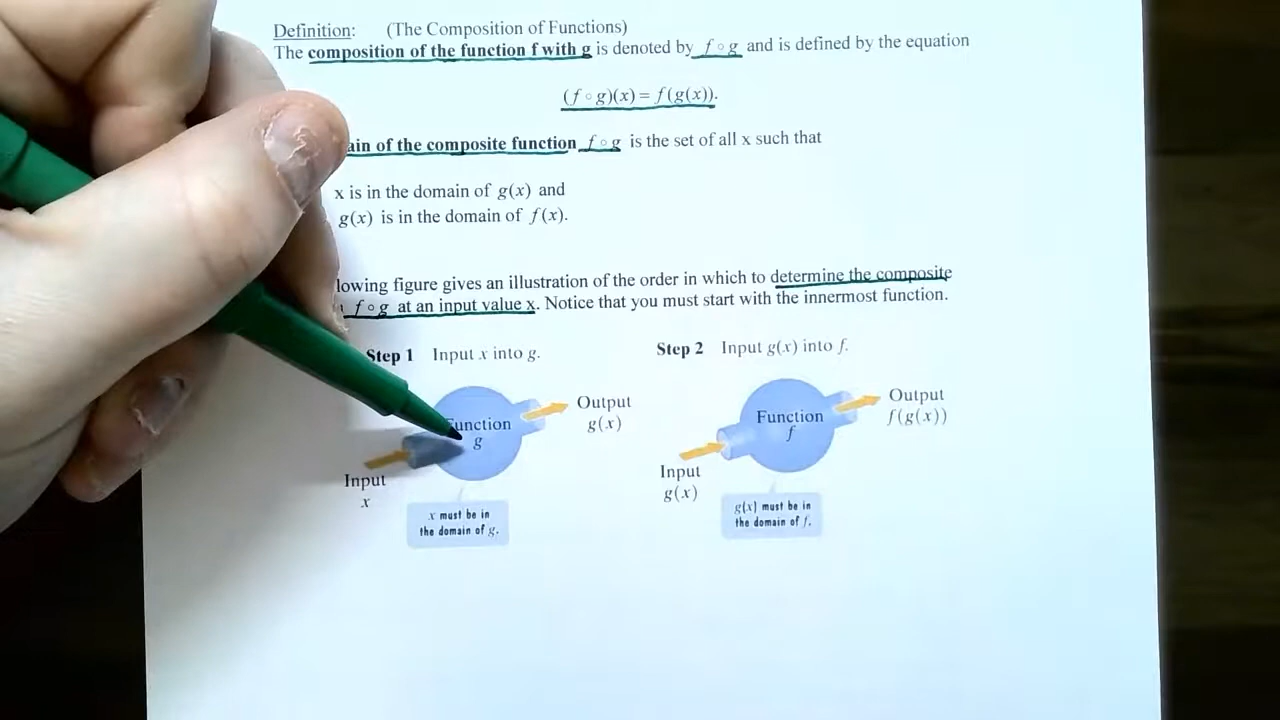 Definition: (The Composition of Functions)
The composition of the function f with g is denoted by f ∘ g and is defined by the equation
(f ∘ g)(x) = f(g(x)).
of the composite function f ∘ g is the set of all x such that
x is in the domain of g(x) and
g(x) is in the domain of f(x).
figure gives an illustration of the order in which to determine the composite
f ∘ g at an input value x. Notice that you must start with the innermost function.
Step 1 Input x into g.
Step 2 Input g(x) into f.
g
Output
g(x)
Input
x
x must be in
the domain of g.
Function
f
Output
f(g(x))
Input
g(x)
g(x) must be in
the domain of f.